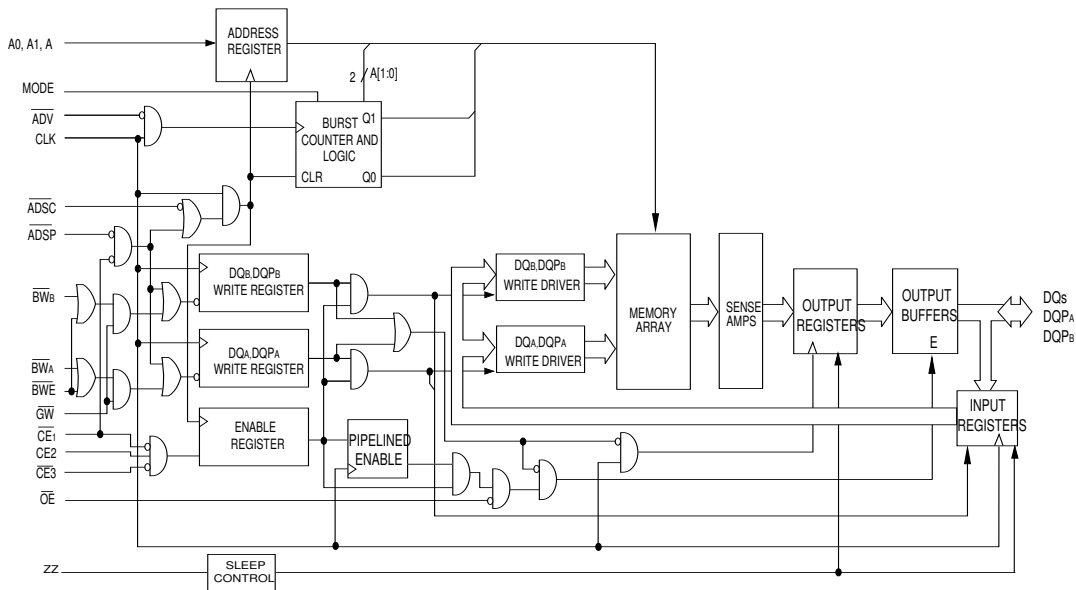 A0, A1, A
ADDRESS
REGISTER
2
A[1:0]
MODE
ADV
CLK
BURST
COUNTER AND
LOGIC
Q1
CLR
Q0
ADSC
ADSP
DQB,DQPB
WRITE REGISTER
DQB,DQPB
WRITE DRIVER
MEMORY
ARRAY
SENSE
AMPS
OUTPUT
REGISTERS
OUTPUT
BUFFERS
E
DQs
DQPA
DQPB
BWB
DQA,DQPA
WRITE REGISTER
DQA,DQPA
WRITE DRIVER
BWA
BWE
GW
CE1
CE2
CE3
OE
ENABLE
REGISTER
PIPELINED
ENABLE
INPUT
REGISTERS
ZZ
SLEEP
CONTROL